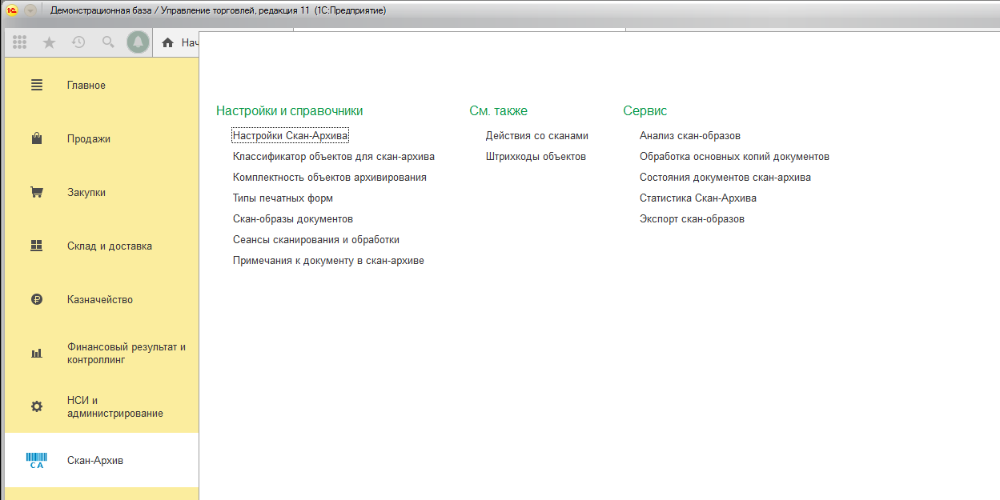 Демонстрационная база / Управление торговлей, редакция 11 (1С:Предприятие)
Нач
Главное
Продажи
Закупки
Склад и доставка
Казначейство
Финансовый результат и
контроллинг
НСИ и
администрирование
СА
Скан-Архив
Настройки и справочники
Настройки Скан-Архива
Классификатор объектов для скан-архива
Комплектность объектов архивирования
Типы печатных форм
Скан-образы документов
Сеансы сканирования и обработки
Примечания к документу в скан-архиве
См. также
Действия со сканами
Штрихкоды объектов
Сервис
Анализ скан-образов
Обработка основных копий документов
Состояния документов скан-архива
Статистика Скан-Архива
Экспорт скан-образов